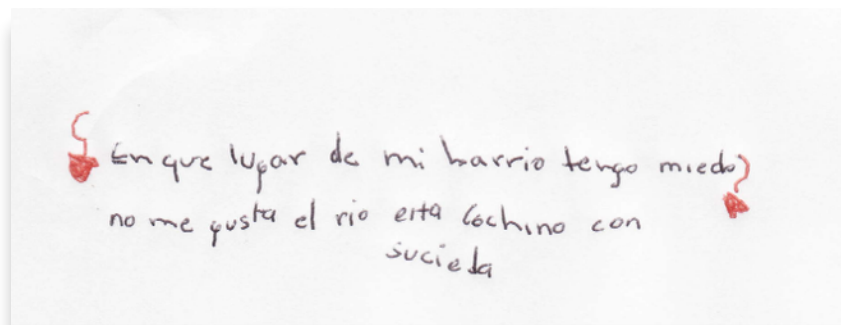 ¿En que lugar de mi barrio tengo miedo?
no me gusta el rio esta cochino con
sucieda